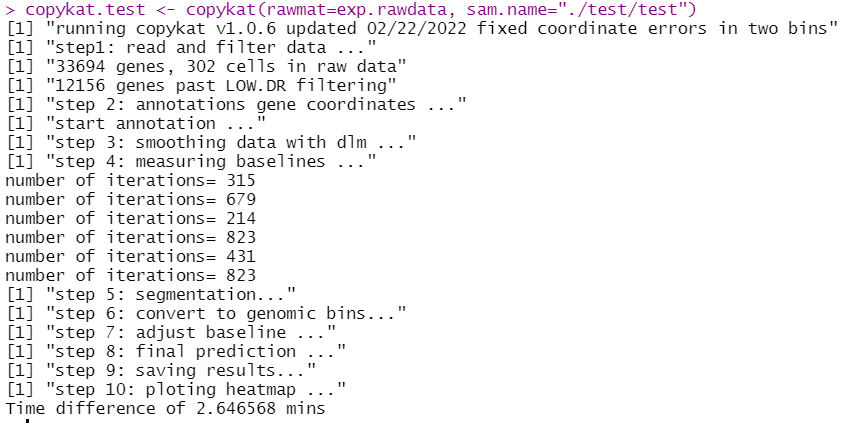 > copykat.test <- copykat(rawmat=exp.rawdata, sam.name="./test/test")
[1] "running copykat v1.0.6 updated 02/22/2022 fixed coordinate errors in two bins"
[1] "step1: read and filter data ..."
[1] "33694 genes, 302 cells in raw data"
[1] "12156 genes past LOW.DR filtering"
[1] "step 2: annotations gene coordinates ..."
[1] "start annotation ..."
[1] "step 3: smoothing data with dlm ..."
[1] "step 4: measuring baselines ..."
number of iterations= 315
number of iterations= 679
number of iterations= 214
number of iterations= 823
number of iterations= 431
number of iterations= 823
[1] "step 5: segmentation..."
[1] "step 6: convert to genomic bins..."
[1] "step 7: adjust baseline ..."
[1] "step 8: final prediction ..."
[1] "step 9: saving results..."
[1] "step 10: ploting heatmap ..."
Time difference of 2.646568 mins